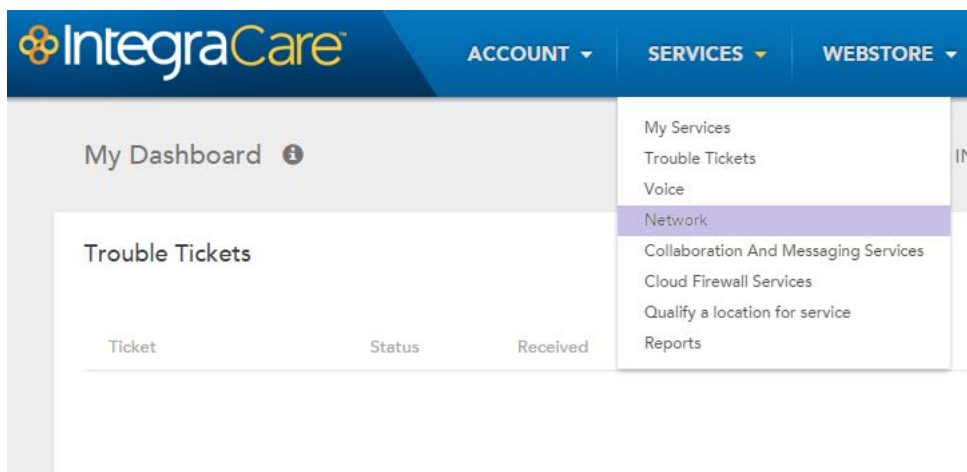 IntegraCare™
ACCOUNT
SERVICES
WEBSTORE
My Dashboard
My Services
Trouble Tickets
Voice
Network
Collaboration And Messaging Services
Cloud Firewall Services
Qualify a location for service
Reports
Trouble Tickets
Ticket Status Received